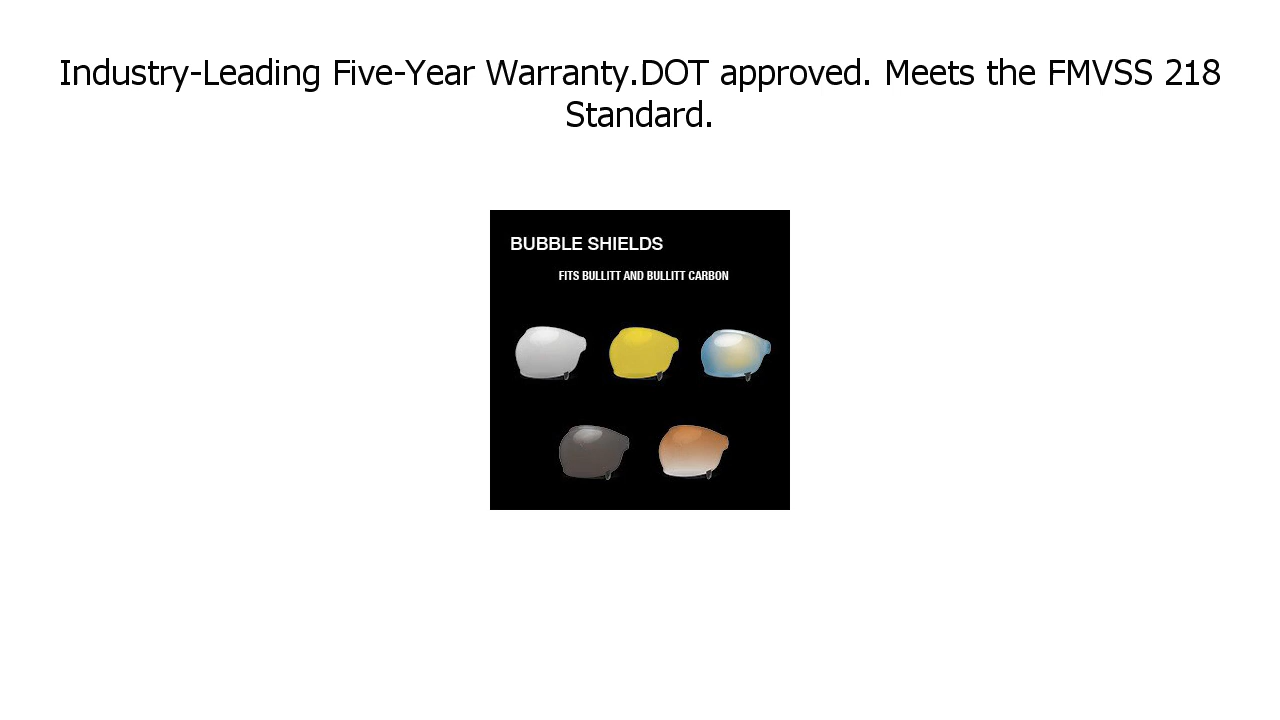 Industry-Leading Five-Year Warranty.DOT approved. Meets the FMVSS 218
Standard.
BUBBLE SHIELDS
FITS BULLITT AND BULLITT CARBON